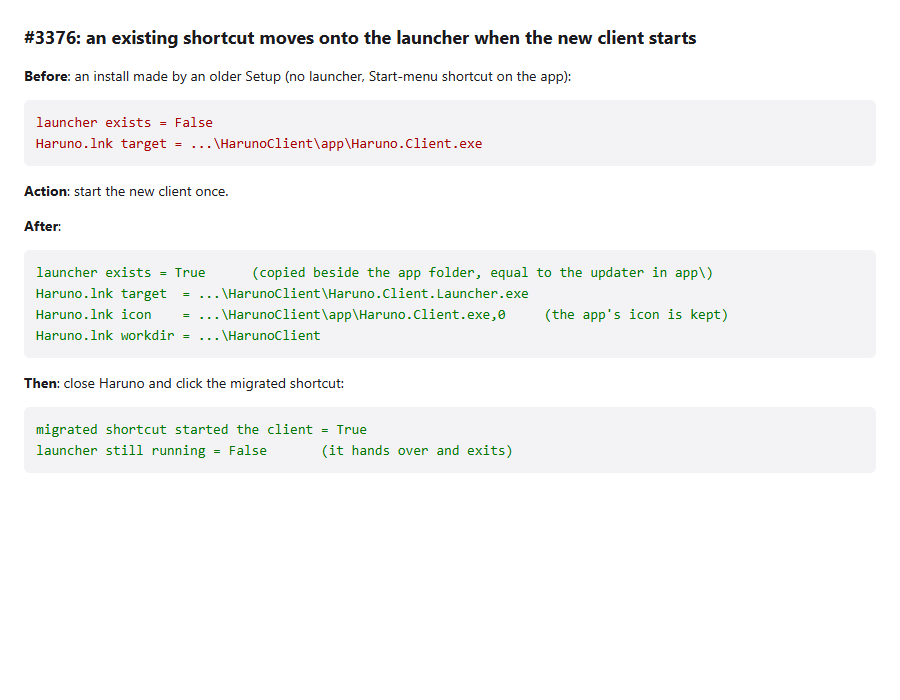 #3376: an existing shortcut moves onto the launcher when the new client starts
Before: an install made by an older Setup (no launcher, Start-menu shortcut on the app):
launcher exists = False
Haruno.lnk target = ...\HarunoClient\app\Haruno.Client.exe
Action: start the new client once.
After:
launcher exists = True      (copied beside the app folder, equal to the updater in app\)
Haruno.lnk target  = ...\HarunoClient\Haruno.Client.Launcher.exe
Haruno.lnk icon    = ...\HarunoClient\app\Haruno.Client.exe,0     (the app's icon is kept)
Haruno.lnk workdir = ...\HarunoClient
Then: close Haruno and click the migrated shortcut:
migrated shortcut started the client = True
launcher still running = False       (it hands over and exits)